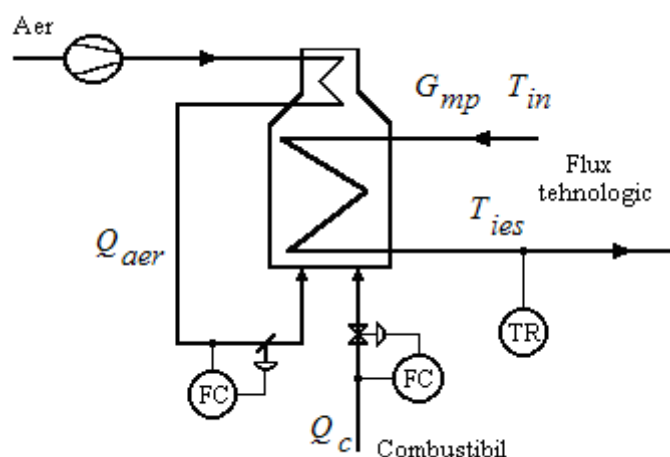 Aer
G_mp T_in
Flux
tehnologic
T_ies
Q_aer
TR
FC
FC
Q_c
Combustibil